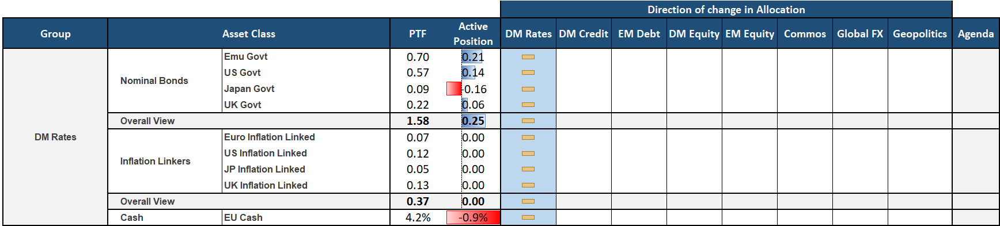 Direction of change in Allocation
Group Asset Class PTF Active Position DM Rates DM Credit EM Debt DM Equity EM Equity Commos Global FX Geopolitics Agenda
DM Rates
Nominal Bonds
Emu Govt 0.70 0.21
US Govt 0.57 0.14
Japan Govt 0.09 -0.16
UK Govt 0.22 0.06
Overall View 1.58 0.25
Inflation Linkers
Euro Inflation Linked 0.07 0.00
US Inflation Linked 0.12 0.00
JP Inflation Linked 0.05 0.00
UK Inflation Linked 0.13 0.00
Overall View 0.37 0.00
Cash EU Cash 4.2% -0.9%